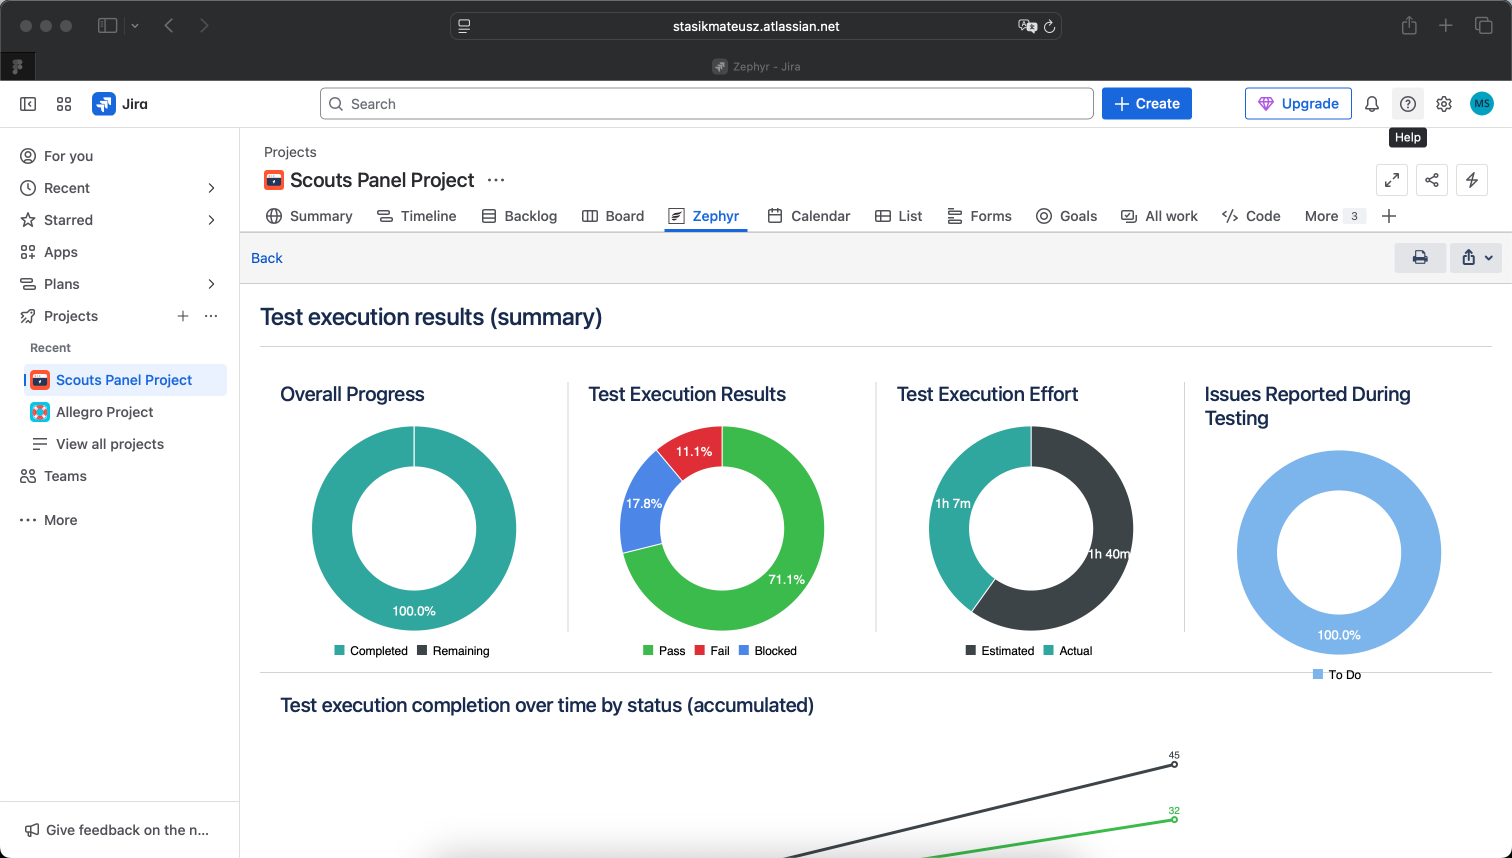 stasikmateusz.atlassian.net
Zephyr - Jira
Jira
Search
Create
Upgrade
MS
Help
For you
Recent
Starred
Apps
Plans
Projects
Recent
Scouts Panel Project
Allegro Project
View all projects
Teams
More
Give feedback on the n...
Projects
Scouts Panel Project
Summary Timeline Backlog Board Zephyr Calendar List Forms Goals All work Code More 3
Back
Test execution results (summary)
Overall Progress
100.0%
Completed Remaining
Test Execution Results
11.1%
17.8%
71.1%
Pass Fail Blocked
Test Execution Effort
1h 7m
1h 40m
Estimated Actual
Issues Reported During
Testing
100.0%
To Do
Test execution completion over time by status (accumulated)
45
32